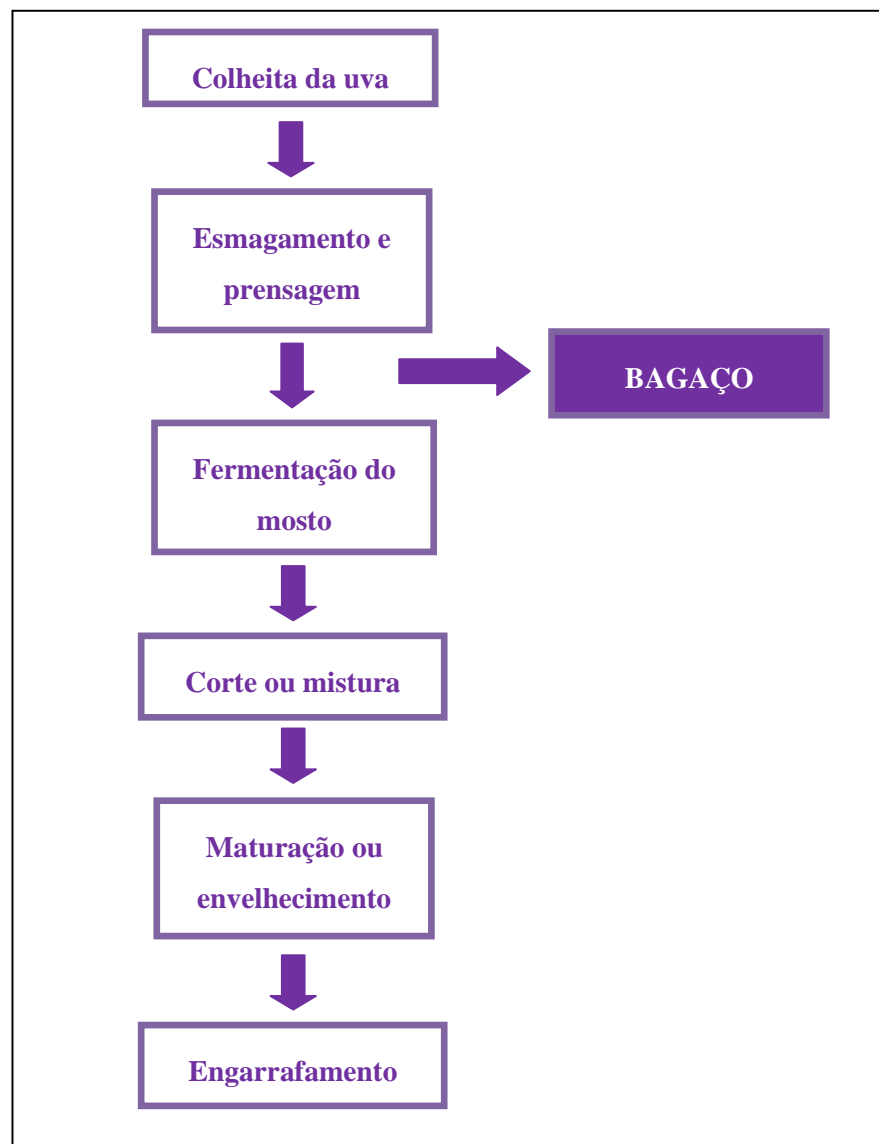 Colheita da uva
Esmagamento e
prensagem
BAGAÇO
Fermentação do
mosto
Corte ou mistura
Maturação ou
envelhecimento
Engarrafamento